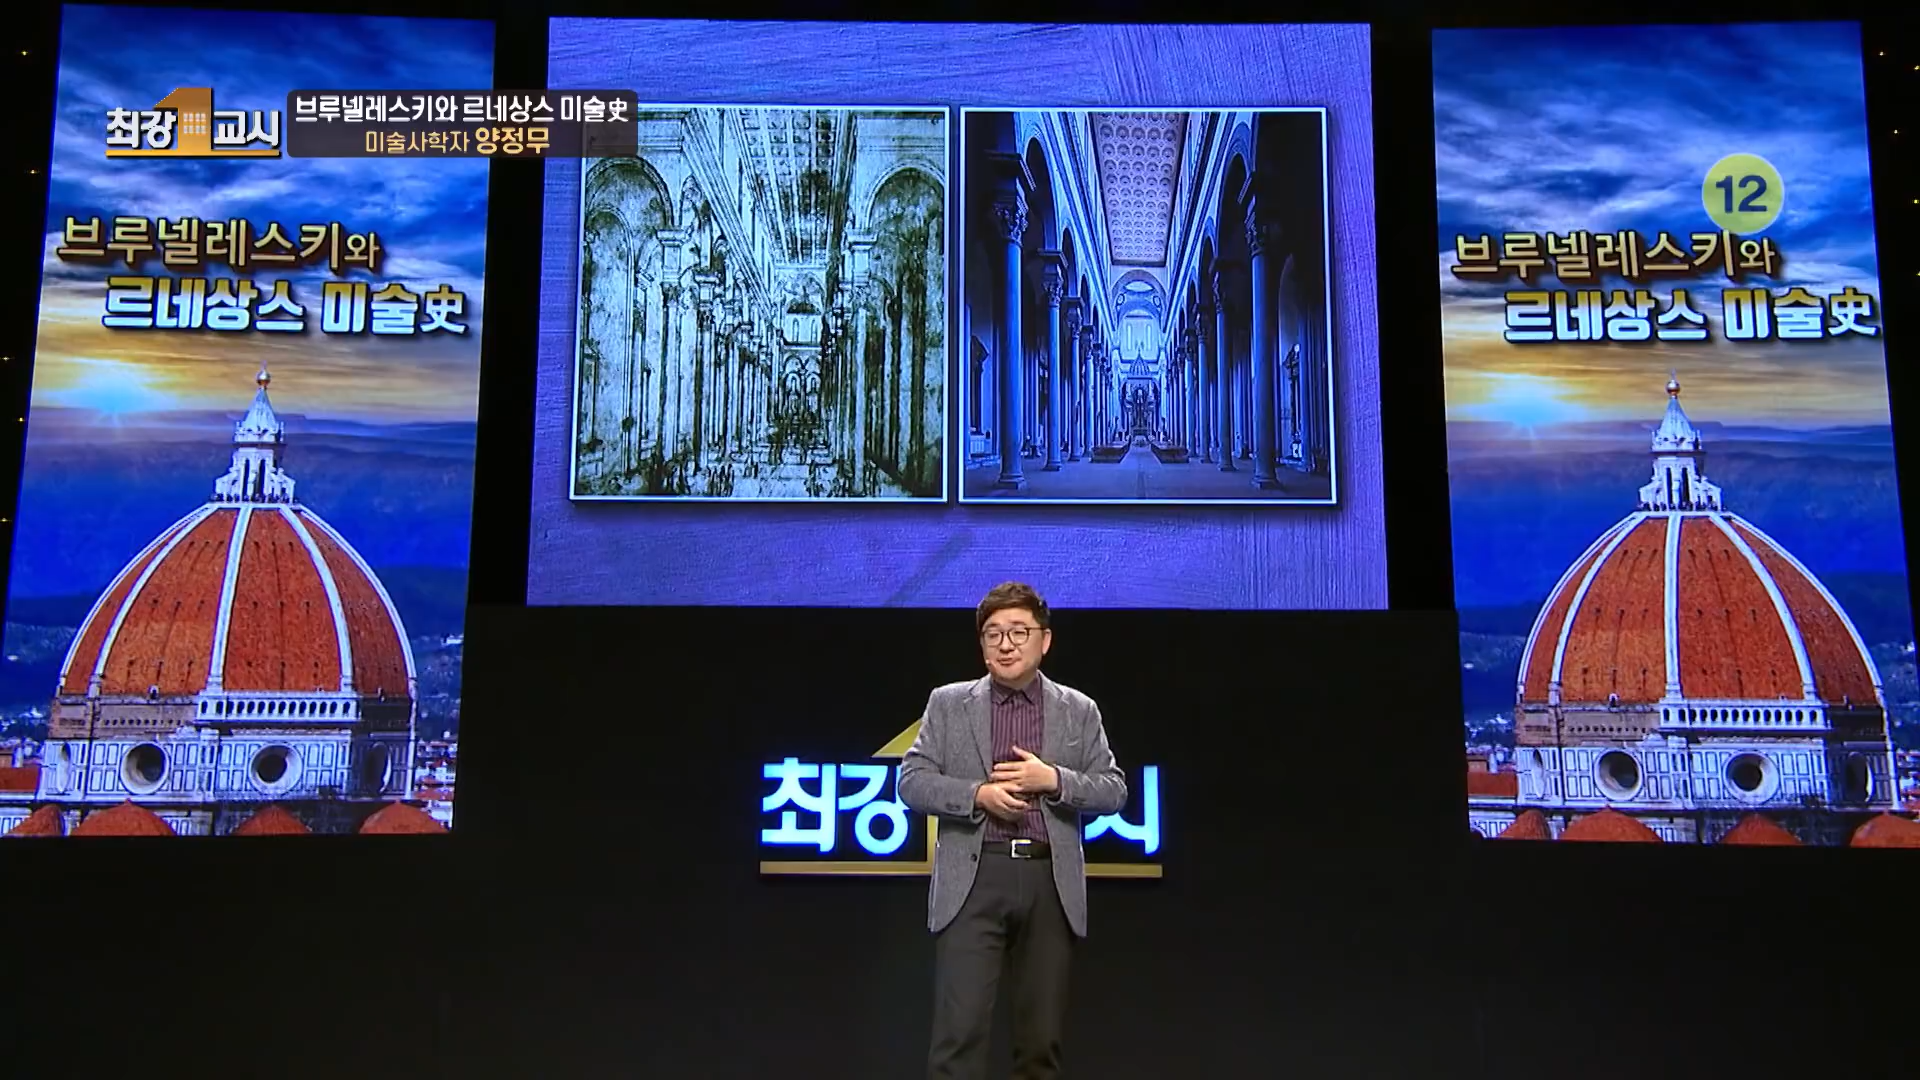 최강1교시
브루넬레스키와 르네상스 미술史
미술사학자 양정무
브루넬레스키와
르네상스 미술史
12
브루넬레스키와
르네상스 미술史
최강
시